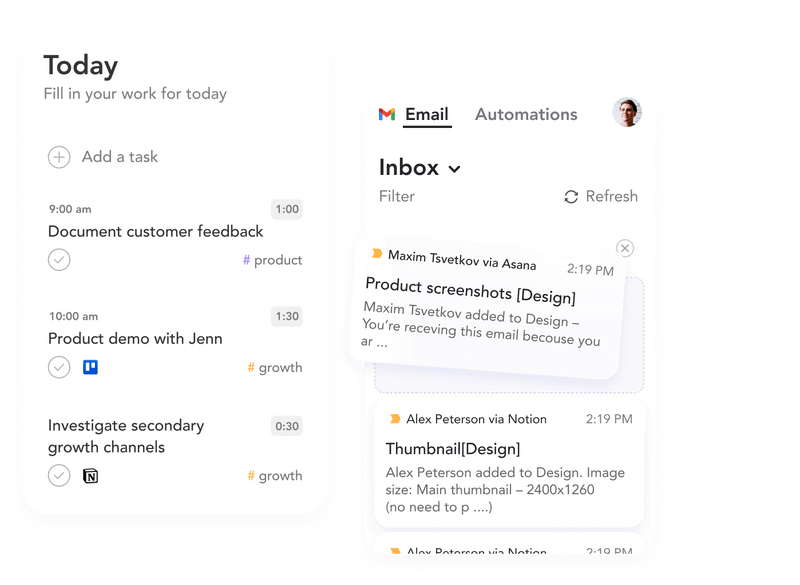 Today
Fill in your work for today
Add a task
9:00 am 1:00
Document customer feedback
# product
10:00 am 1:30
Product demo with Jenn
# growth
Investigate secondary 0:30
growth channels
# growth
Email Automations
Inbox
Filter Refresh
Maxim Tsvetkov via Asana 2:19 PM
Product screenshots [Design]
Maxim Tsvetkov added to Design –
You're receving this email becouse you
ar ...
Alex Peterson via Notion 2:19 PM
Thumbnail[Design]
Alex Peterson added to Design. Image
size: Main thumbnail – 2400x1260
(no need to p ....)
Alex Peterson via Notion 2:19 PM